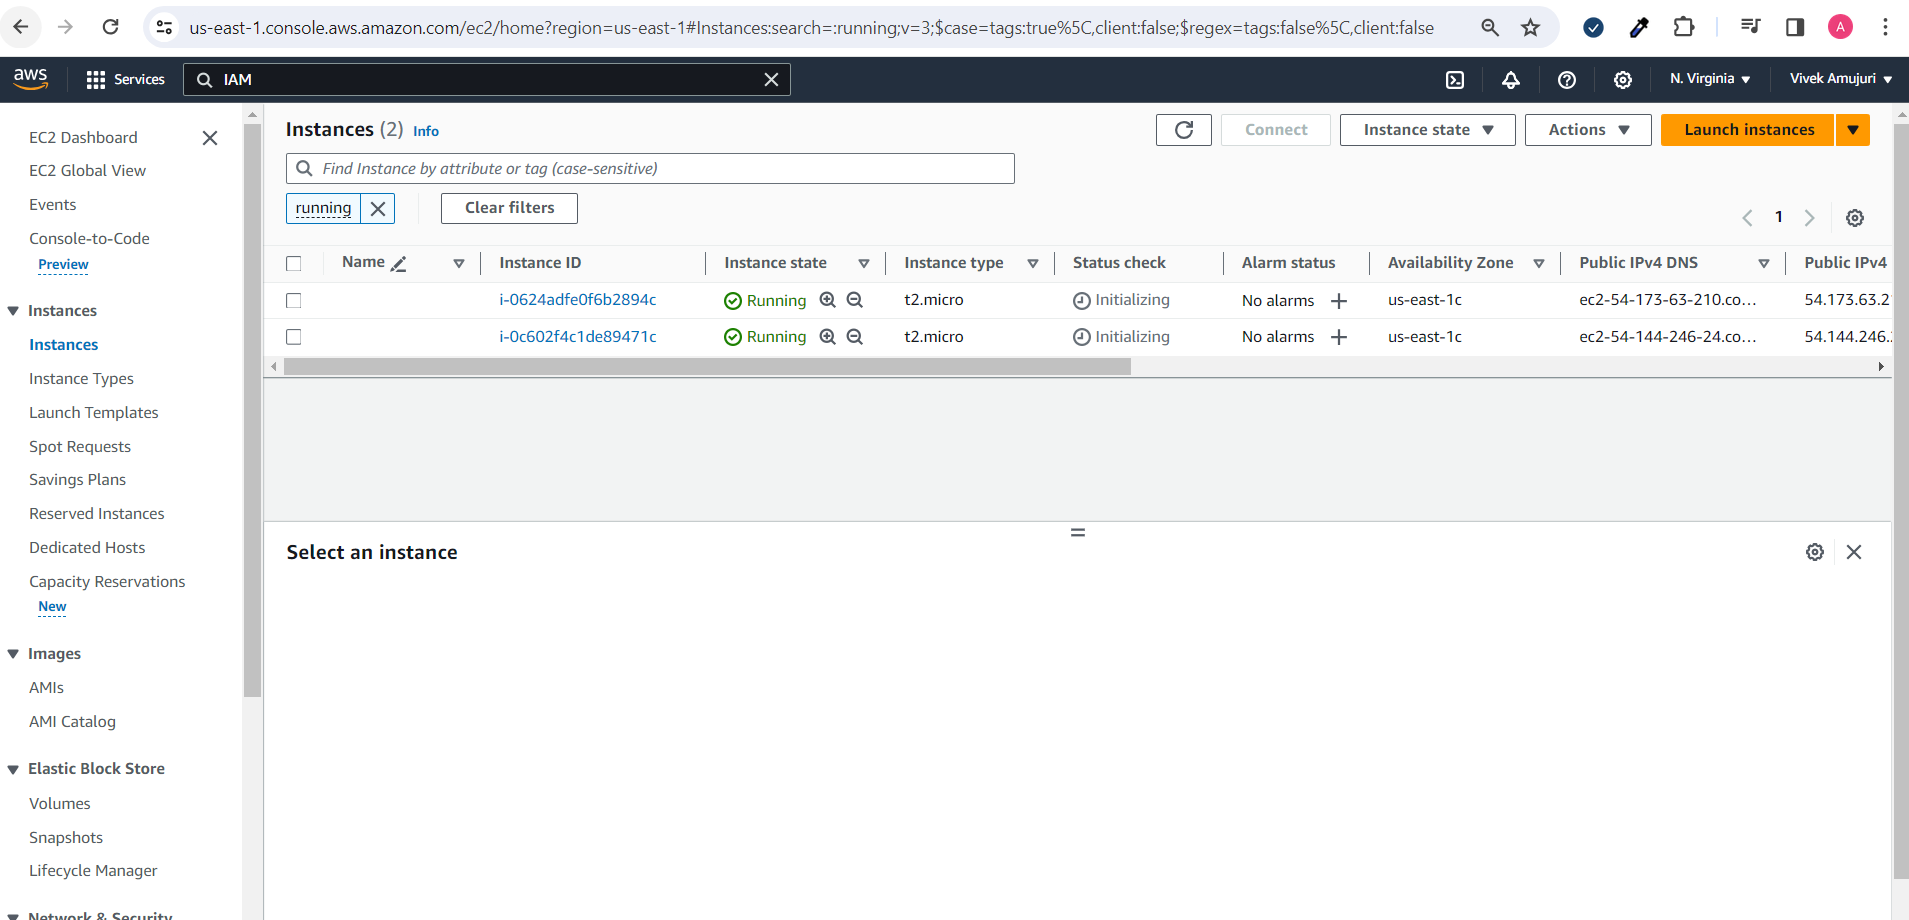 us-east-1.console.aws.amazon.com/ec2/home?region=us-east-1#Instances:search=:running;v=3;$case=tags:true%5C,client:false;$regex=tags:false%5C,client:false
A
aws
Services
IAM
N. Virginia
Vivek Amujuri
EC2 Dashboard
EC2 Global View
Events
Console-to-Code
Preview
Instances
Instances
Instance Types
Launch Templates
Spot Requests
Savings Plans
Reserved Instances
Dedicated Hosts
Capacity Reservations
New
Images
AMIs
AMI Catalog
Elastic Block Store
Volumes
Snapshots
Lifecycle Manager
Network & Security
Instances (2) Info
Connect
Instance state
Actions
Launch instances
Find Instance by attribute or tag (case-sensitive)
running
Clear filters
1
Name Instance ID Instance state Instance type Status check Alarm status Availability Zone Public IPv4 DNS Public IPv4
i-0624adfe0f6b2894c Running t2.micro Initializing No alarms us-east-1c ec2-54-173-63-210.co... 54.173.63.2
i-0c602f4c1de89471c Running t2.micro Initializing No alarms us-east-1c ec2-54-144-246-24.co... 54.144.246.
Select an instance